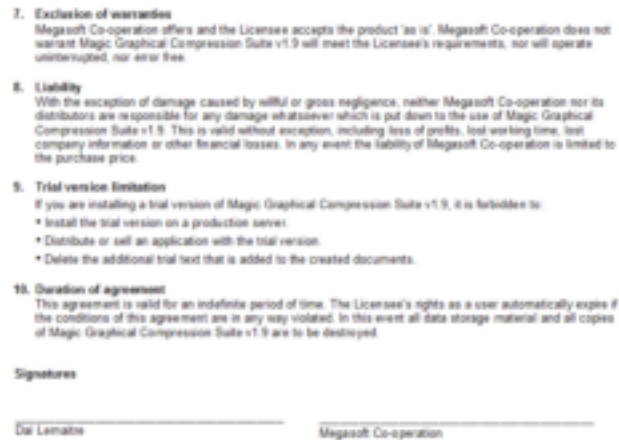 7. Exclusion of warranties
Megasoft Co-operation offers and the Licensee accepts the product 'as is'. Megasoft Co-operation does not
warrant Magic Graphical Compression Suite v1.9 will meet the Licensee's requirements, nor will operate
uninterrupted, nor error free.
8. Liability
With the exception of damage caused by willful or gross negligence, neither Megasoft Co-operation nor its
distributors are responsible for any damage whatsoever which is put down to the use of Magic Graphical
Compression Suite v1.9. This is valid without exception, including loss of profits, lost working time, lost
company information or other financial losses. In any event the liability of Megasoft Co-operation is limited to
the purchase price.
9. Trial version limitation
If you are installing a trial version of Magic Graphical Compression Suite v1.9, it is forbidden to:
• Install the trial version on a production server.
• Distribute or sell an application with the trial version.
• Delete the additional trial text that is added to the created documents.
10. Duration of agreement
This agreement is valid for an indefinite period of time. The Licensee's rights as a user automatically expire if
the conditions of this agreement are in any way violated. In this event all data storage material and all copies
of Magic Graphical Compression Suite v1.9 are to be destroyed.
Signatures
Dai Lemaitre
Megasoft Co-operation